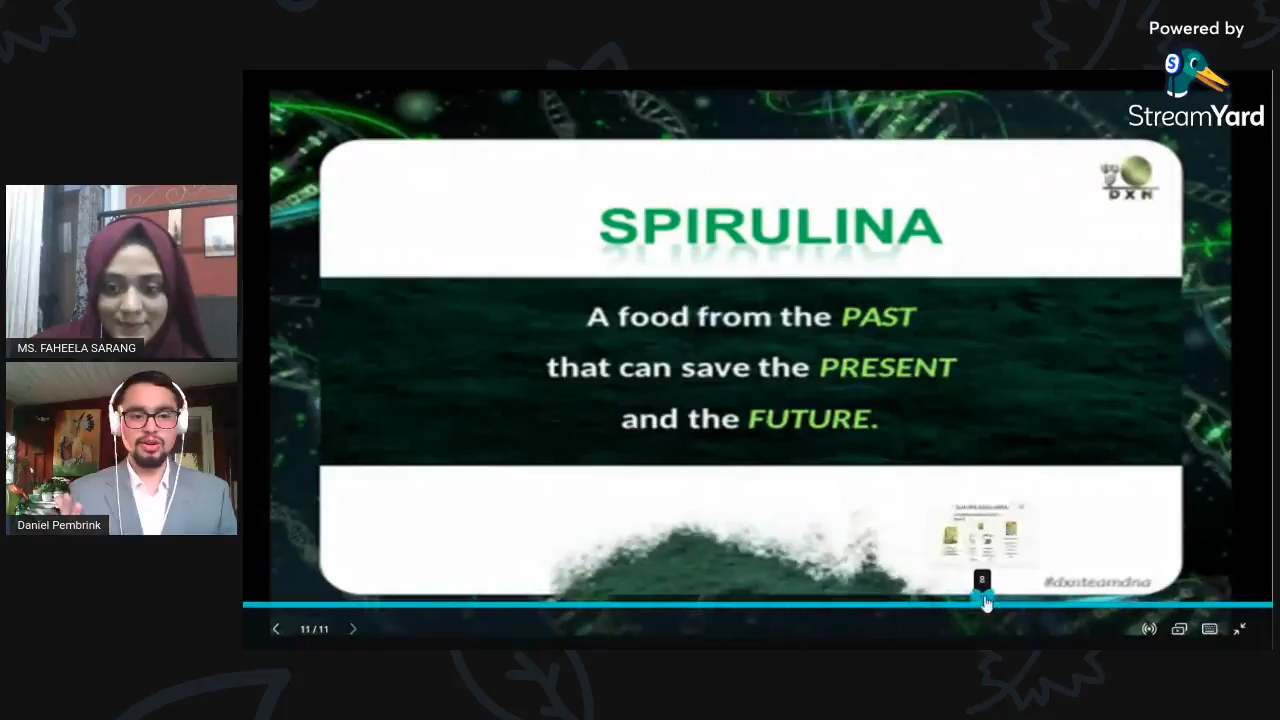 Powered by
S
StreamYard
DXN
SPIRULINA
A food from the PAST
that can save the PRESENT
and the FUTURE.
MS. FAHEELA SARANG
Daniel Pembrink
8
#dxnteamdna
11/11